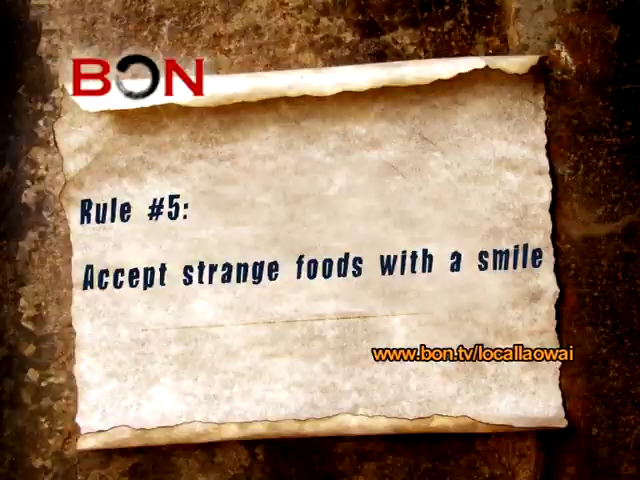 BON
Rule #5:
Accept strange foods with a smile
www.bon.tv/locallaowai